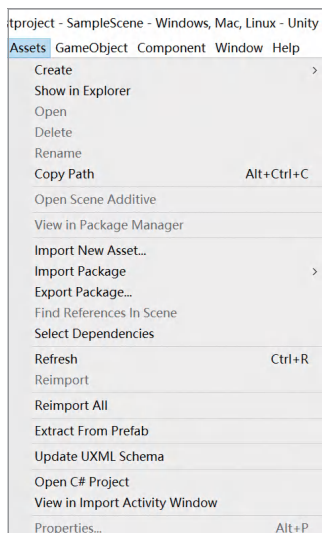 tproject - SampleScene - Windows, Mac, Linux - Unity
Assets GameObject Component Window Help
Create >
Show in Explorer
Open
Delete
Rename
Copy Path Alt+Ctrl+C
Open Scene Additive
View in Package Manager
Import New Asset...
Import Package >
Export Package...
Find References In Scene
Select Dependencies
Refresh Ctrl+R
Reimport
Reimport All
Extract From Prefab
Update UXML Schema
Open C# Project
View in Import Activity Window
Properties... Alt+P